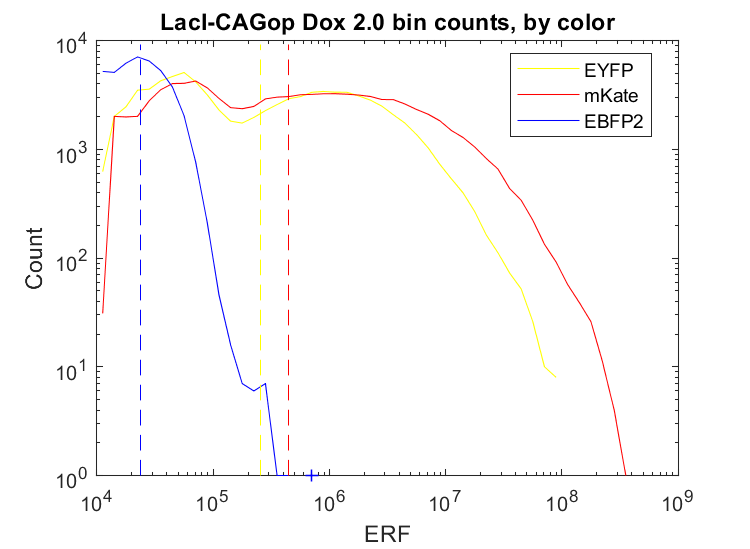 LacI-CAGop Dox 2.0 bin counts, by color
EYFP
mKate
EBFP2
Count
10^4
10^3
10^2
10^1
10^0
10^4 10^5 10^6 10^7 10^8 10^9
ERF